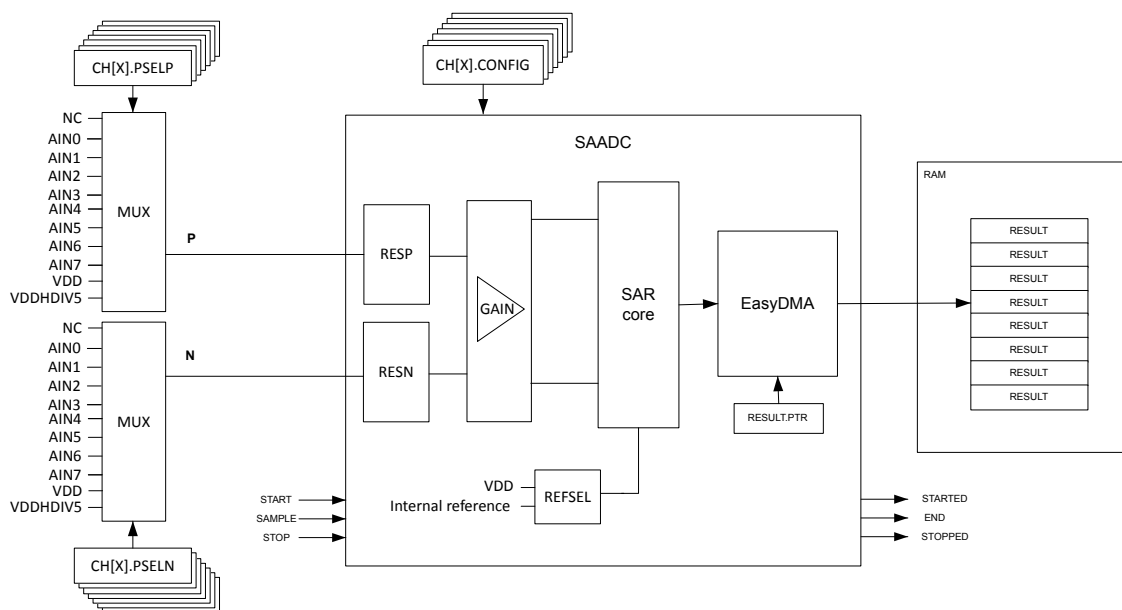 CH[X].PSELP
CH[X].CONFIG
NC
AIN0
AIN1
AIN2
AIN3
AIN4
AIN5
AIN6
AIN7
VDD
VDDHDIV5
MUX
P
NC
AIN0
AIN1
AIN2
AIN3
AIN4
AIN5
AIN6
AIN7
VDD
VDDHDIV5
MUX
N
CH[X].PSELN
SAADC
RESP
RESN
GAIN
SAR
core
EasyDMA
RESULT.PTR
VDD
Internal reference
REFSEL
START
SAMPLE
STOP
STARTED
END
STOPPED
RAM
RESULT
RESULT
RESULT
RESULT
RESULT
RESULT
RESULT
RESULT